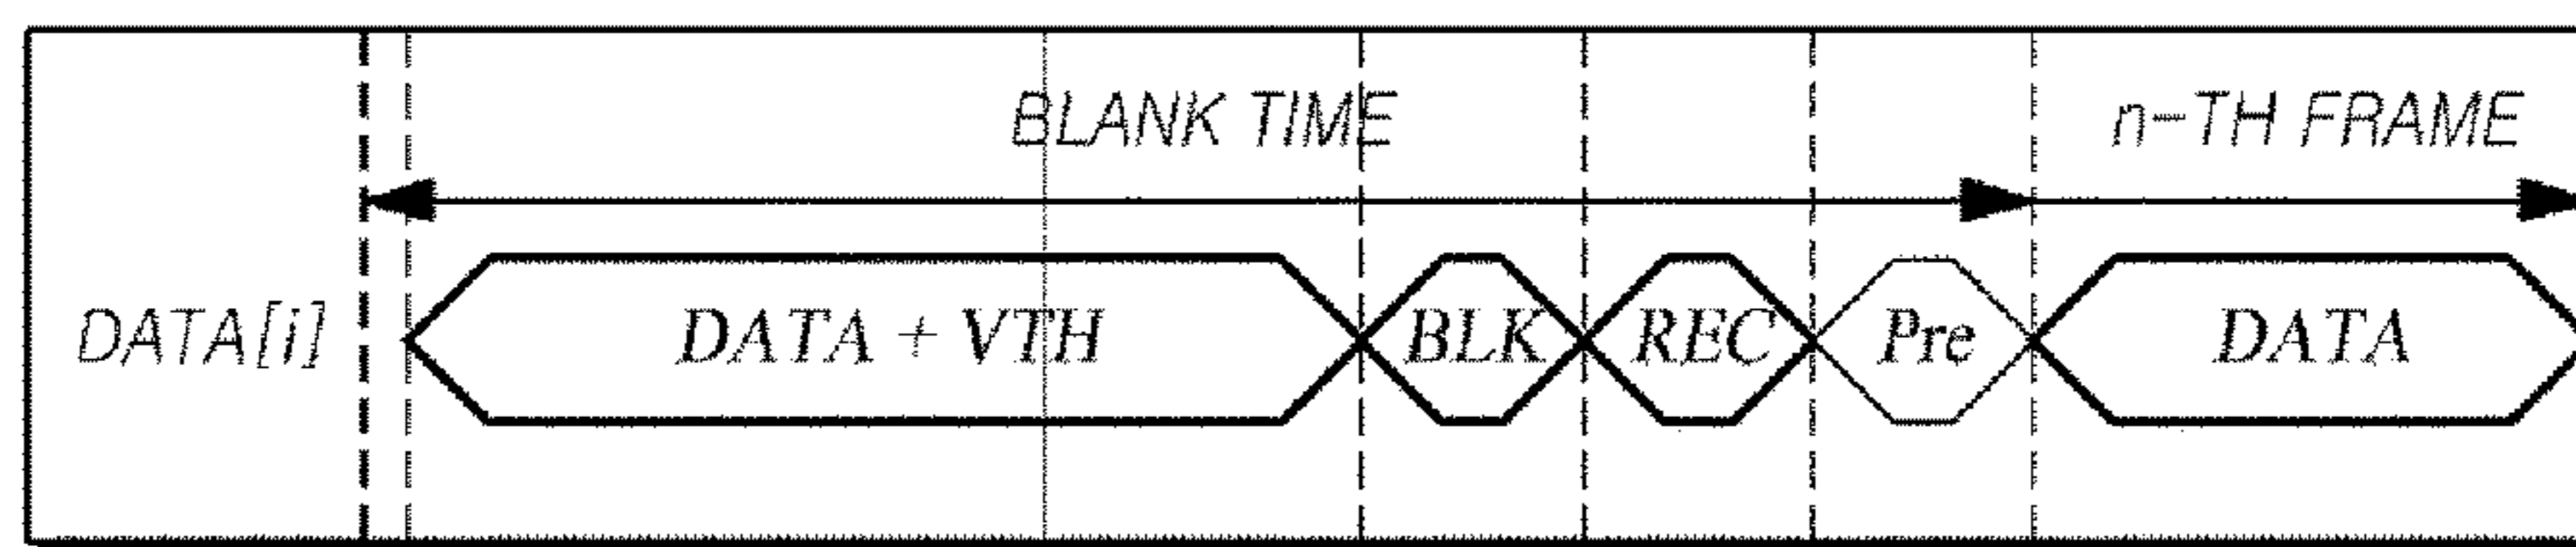 BLANK TIME n-TH FRAME
DATA[i] DATA + VTH BLK REC Pre DATA